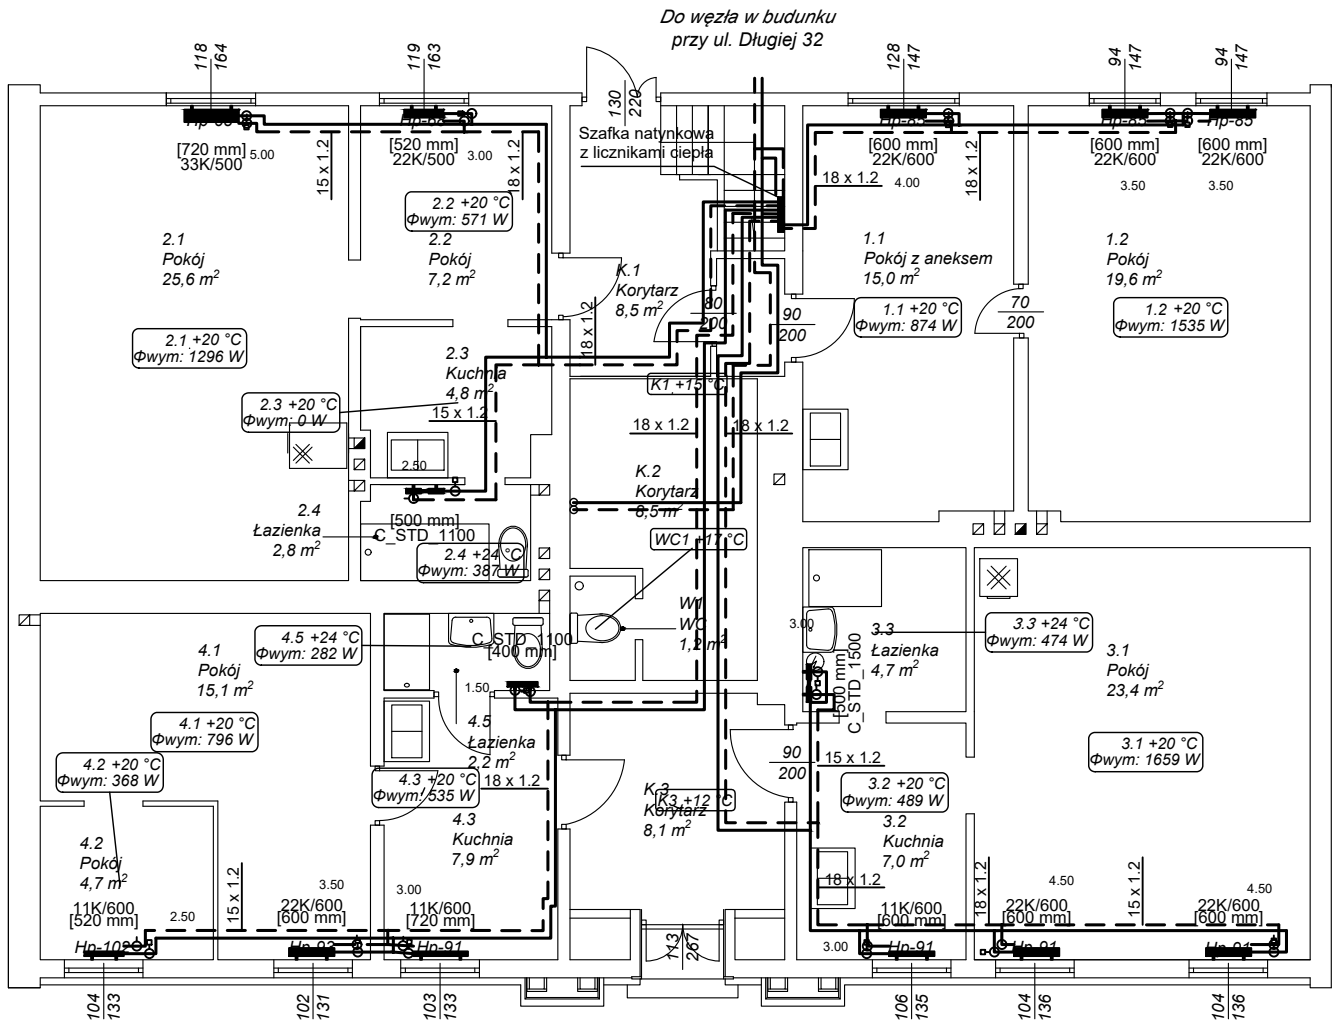 Do węzła w budunku
przy ul. Długiej 32
118
164
119
163
130
220
128
147
94
147
94
147
Szafka natynkowa
z licznikami ciepła
[720 mm]
33K/500
5.00
15 x 1.2
[520 mm]
22K/500
3.00
18 x 1.2
18 x 1.2
[600 mm]
22K/600
4.00
18 x 1.2
Hp-85
[600 mm]
22K/600
3.50
Hp-85
[600 mm]
22K/600
3.50
2.2 +20 °C
Φwym: 571 W
2.1
Pokój
25,6 m²
2.2
Pokój
7,2 m²
K.1
Korytarz
8,5 m²
1.1
Pokój z aneksem
15,0 m²
1.2
Pokój
19,6 m²
80
200
90
200
70
200
1.1 +20 °C
Φwym: 874 W
1.2 +20 °C
Φwym: 1535 W
2.1 +20 °C
Φwym: 1296 W
18 x 1.2
2.3
Kuchnia
4,8 m²
2.3 +20 °C
Φwym: 0 W
15 x 1.2
K1 +15 °C
18 x 1.2
18 x 1.2
2.50
K.2
Korytarz
8,5 m²
2.4
Łazienka
2,8 m²
[500 mm]
C_STD_1100
2.4 +24 °C
Φwym: 387 W
WC1 +17 °C
W1
WC
1,2 m²
4.5 +24 °C
Φwym: 282 W
C_STD_1100
[400 mm]
1.50
3.00
3.3
Łazienka
4,7 m²
3.3 +24 °C
Φwym: 474 W
[500 mm]
C_STD_1500
4.1
Pokój
15,1 m²
3.1
Pokój
23,4 m²
4.1 +20 °C
Φwym: 796 W
4.5
Łazienka
2,2 m²
4.2 +20 °C
Φwym: 368 W
4.3 +20 °C
Φwym: 535 W
18 x 1.2
90
200
15 x 1.2
3.1 +20 °C
Φwym: 1659 W
3.2 +20 °C
Φwym: 489 W
K.3
K3 +12 °C
Korytarz
8,1 m²
4.2
Pokój
4,7 m²
4.3
Kuchnia
7,9 m²
3.2
Kuchnia
7,0 m²
11K/600
[520 mm]
2.50
15 x 1.2
22K/600
[600 mm]
3.50
3.00
11K/600
[720 mm]
18 x 1.2
11K/600
[600 mm]
3.00
18 x 1.2
22K/600
[600 mm]
4.50
15 x 1.2
22K/600
[600 mm]
4.50
Hp-102
Hp-93
Hp-91
Hp-91
Hp-91
113
267
104
133
102
131
103
133
106
135
104
136
104
136